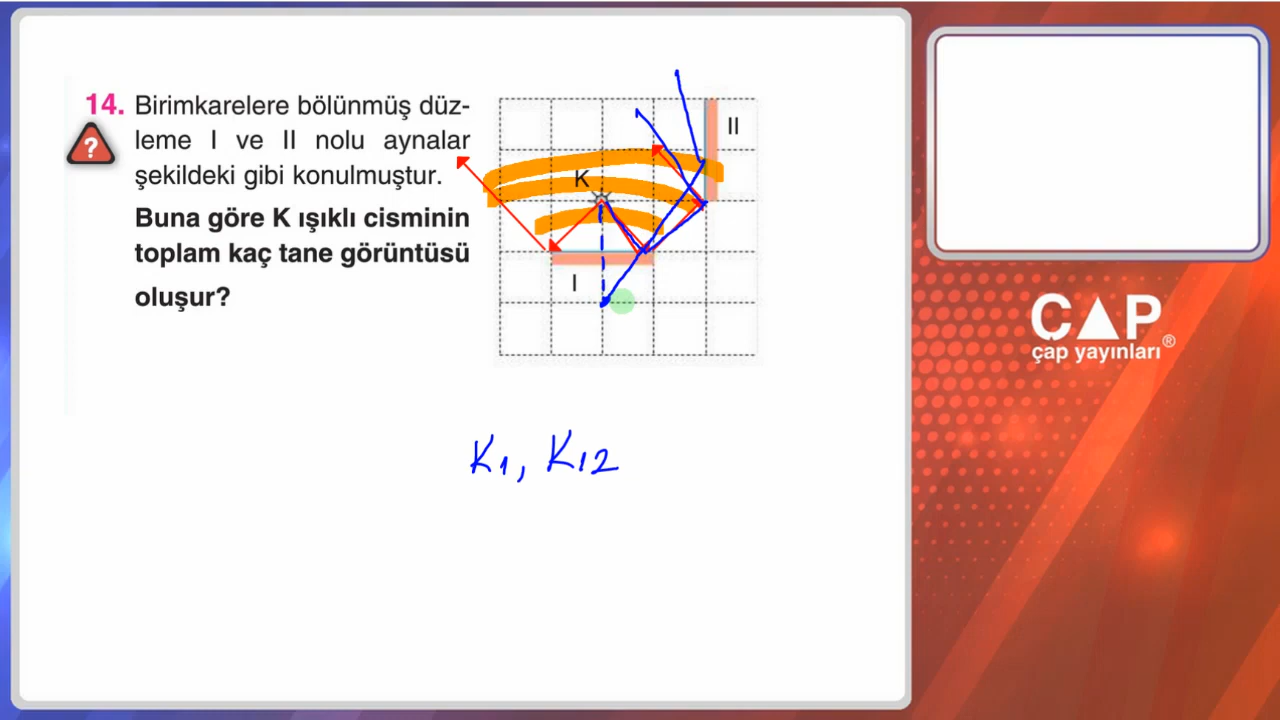 14. Birimkarelere bölünmüş düz-
leme I ve II nolu aynalar
şekildeki gibi konulmuştur.
Buna göre K ışıklı cisminin
toplam kaç tane görüntüsü
oluşur?
?
II
K
I
K1, K12
ÇAP
çap yayınları®